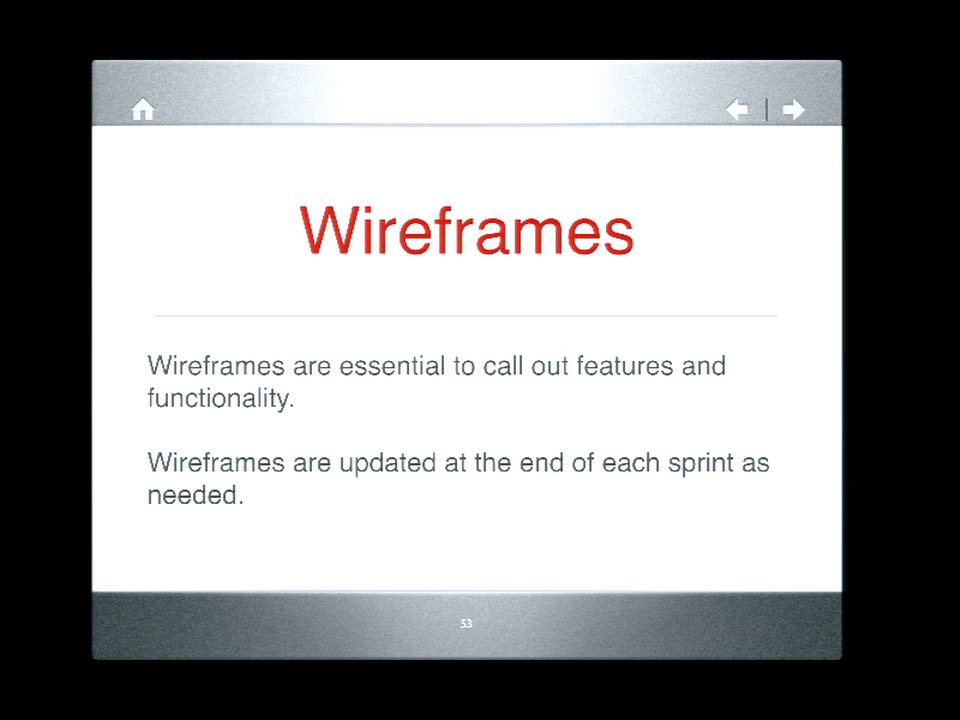 Wireframes
Wireframes are essential to call out features and
functionality.
Wireframes are updated at the end of each sprint as
needed.
53